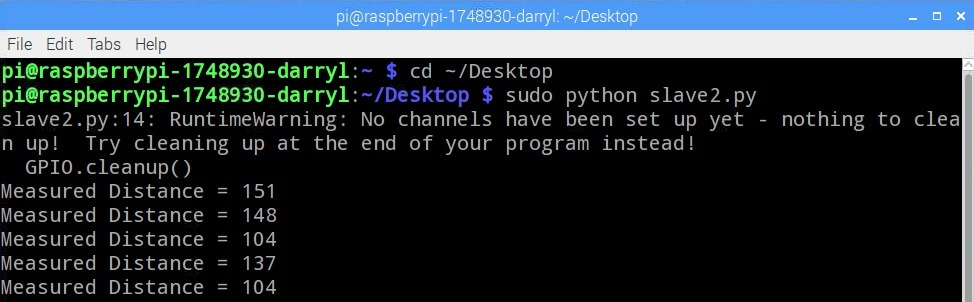 pi@raspberrypi-1748930-darryl: ~/Desktop
File Edit Tabs Help
pi@raspberrypi-1748930-darryl:~ $ cd ~/Desktop
pi@raspberrypi-1748930-darryl:~/Desktop $ sudo python slave2.py
slave2.py:14: RuntimeWarning: No channels have been set up yet - nothing to clea
n up!  Try cleaning up at the end of your program instead!
  GPIO.cleanup()
Measured Distance = 151
Measured Distance = 148
Measured Distance = 104
Measured Distance = 137
Measured Distance = 104